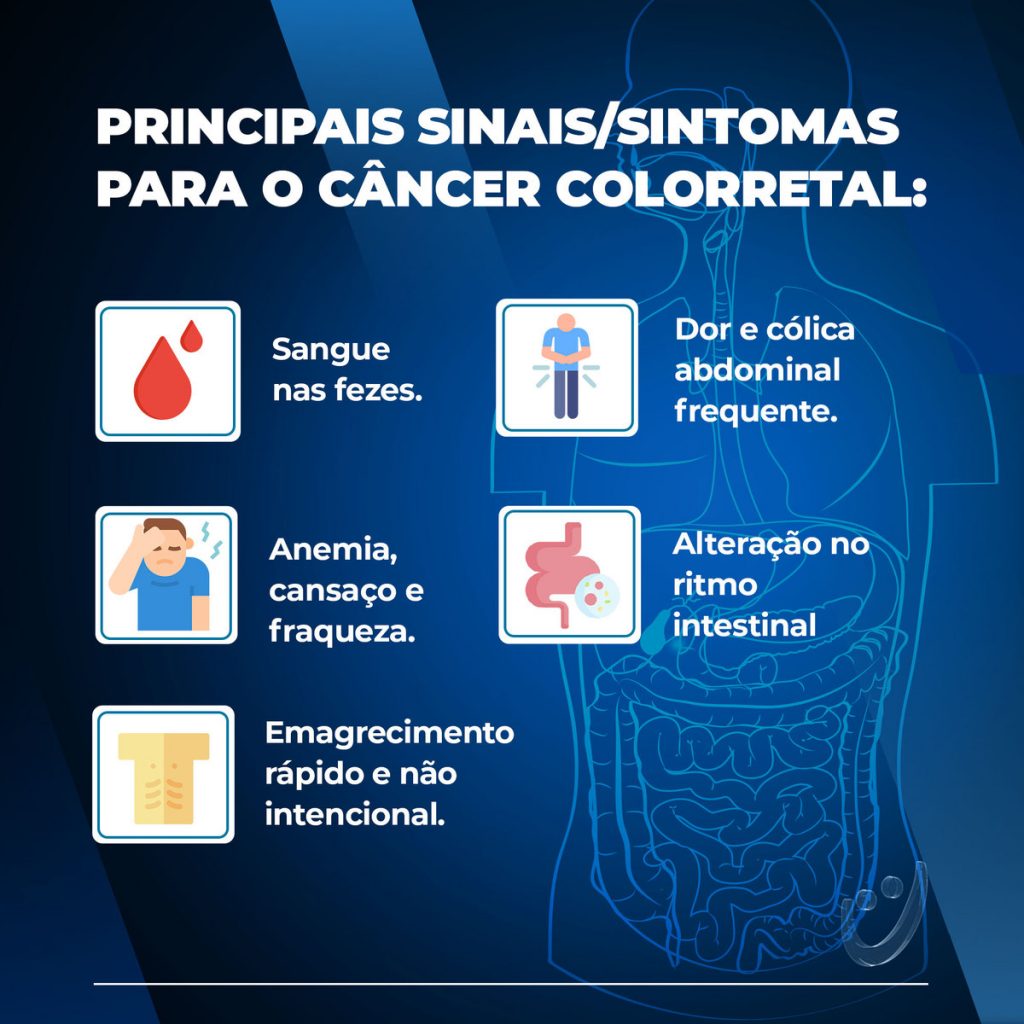 PRINCIPAIS SINAIS/SINTOMAS
PARA O CÂNCER COLORRETAL:
Sangue
nas fezes.
Dor e cólica
abdominal
frequente.
Anemia,
cansaço e
fraqueza.
Alteração no
ritmo
intestinal
Emagrecimento
rápido e não
intencional.